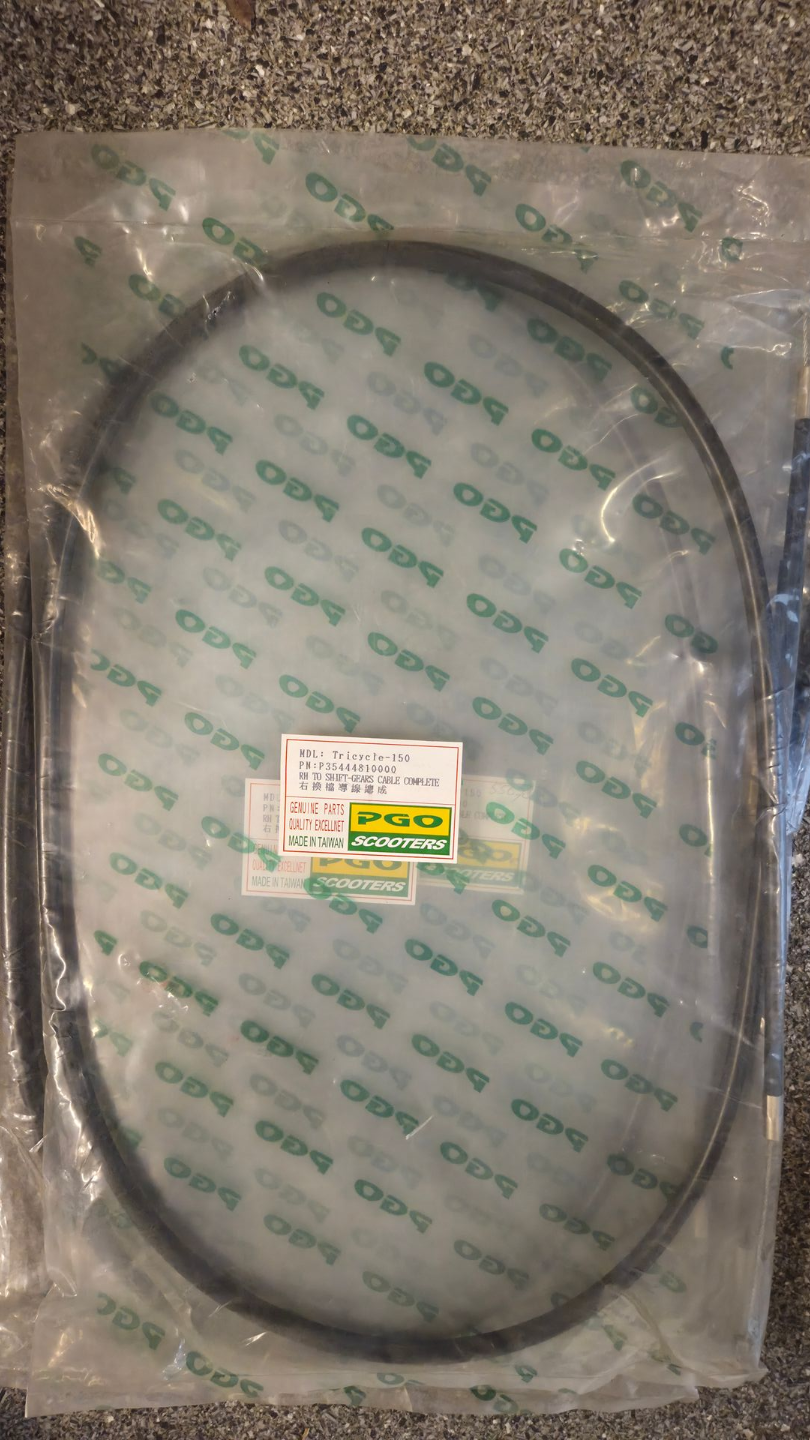 MDL: Tricycle-150
PN:P35444810000
RH TO SHIFT-GEARS CABLE COMPLETE
右換檔導線總成
GENUINE PARTS
QUALITY EXCELLNET
MADE IN TAIWAN
PGO
SCOOTERS